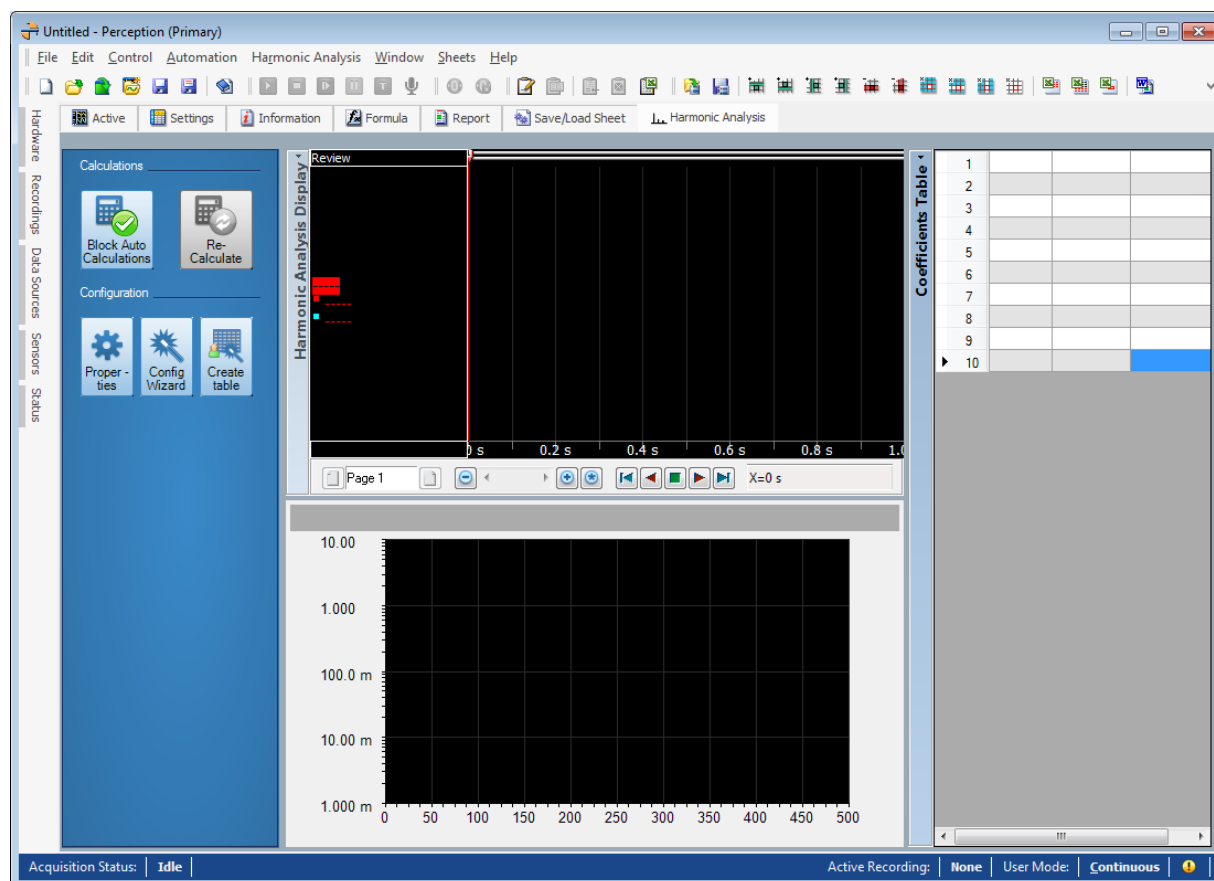 Untitled - Perception (Primary)
File Edit Control Automation Harmonic Analysis Window Sheets Help
Active Settings Information Formula Report Save/Load Sheet Harmonic Analysis
Hardware
Recordings
Data Sources
Sensors
Status
Calculations
Block Auto Calculations
Re-Calculate
Configuration
Proper-ties
Config Wizard
Create table
Harmonic Analysis Display
Review
0 s 0.2 s 0.4 s 0.6 s 0.8 s 1.0
Page 1
X=0 s
10.00
1.000
100.0 m
10.00 m
1.000 m
0 50 100 150 200 250 300 350 400 450 500
Coefficients Table
1
2
3
4
5
6
7
8
9
10
Acquisition Status: Idle Active Recording: None User Mode: Continuous